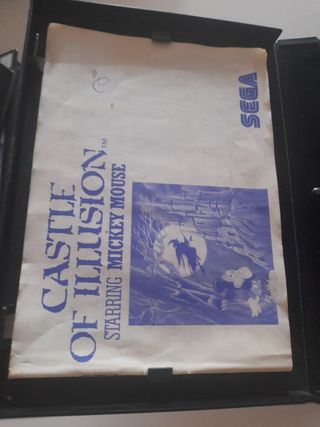 SEGA
CASTLE
OF ILLUSION™
STARRING MICKEY MOUSE